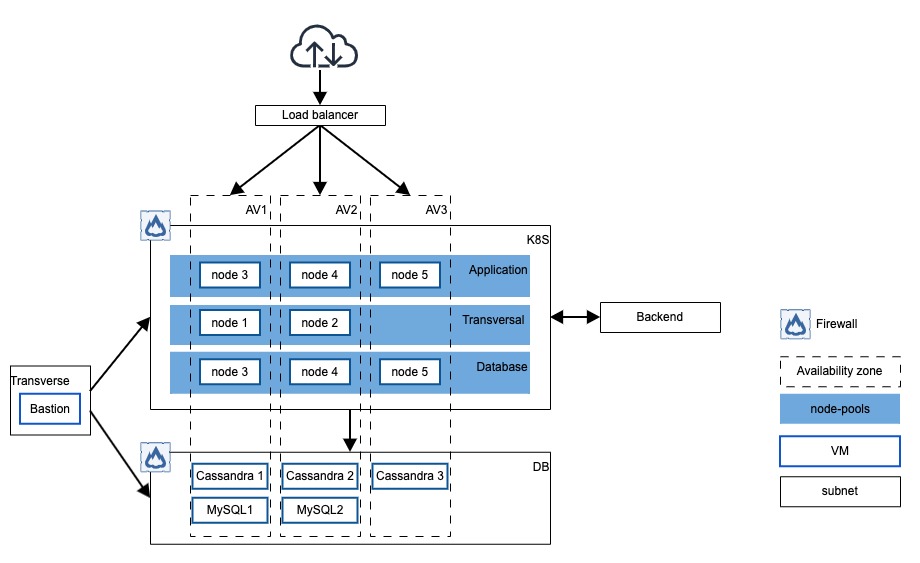 Load balancer
AV1
AV2
AV3
K8S
node 3
node 4
node 5
Application
node 1
node 2
Transversal
node 3
node 4
node 5
Database
Backend
Transverse
Bastion
DB
Cassandra 1
Cassandra 2
Cassandra 3
MySQL1
MySQL2
Firewall
Availability zone
node-pools
VM
subnet